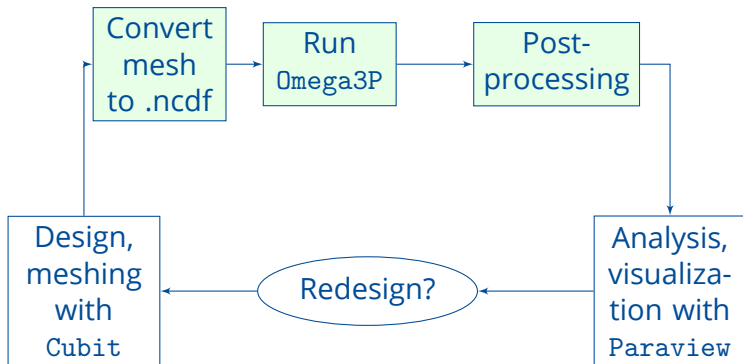 Convert
mesh
to .ncdf
Run
Omega3P
Post-
processing
Design,
meshing
with
Cubit
Redesign?
Analysis,
visualiza-
tion with
Paraview